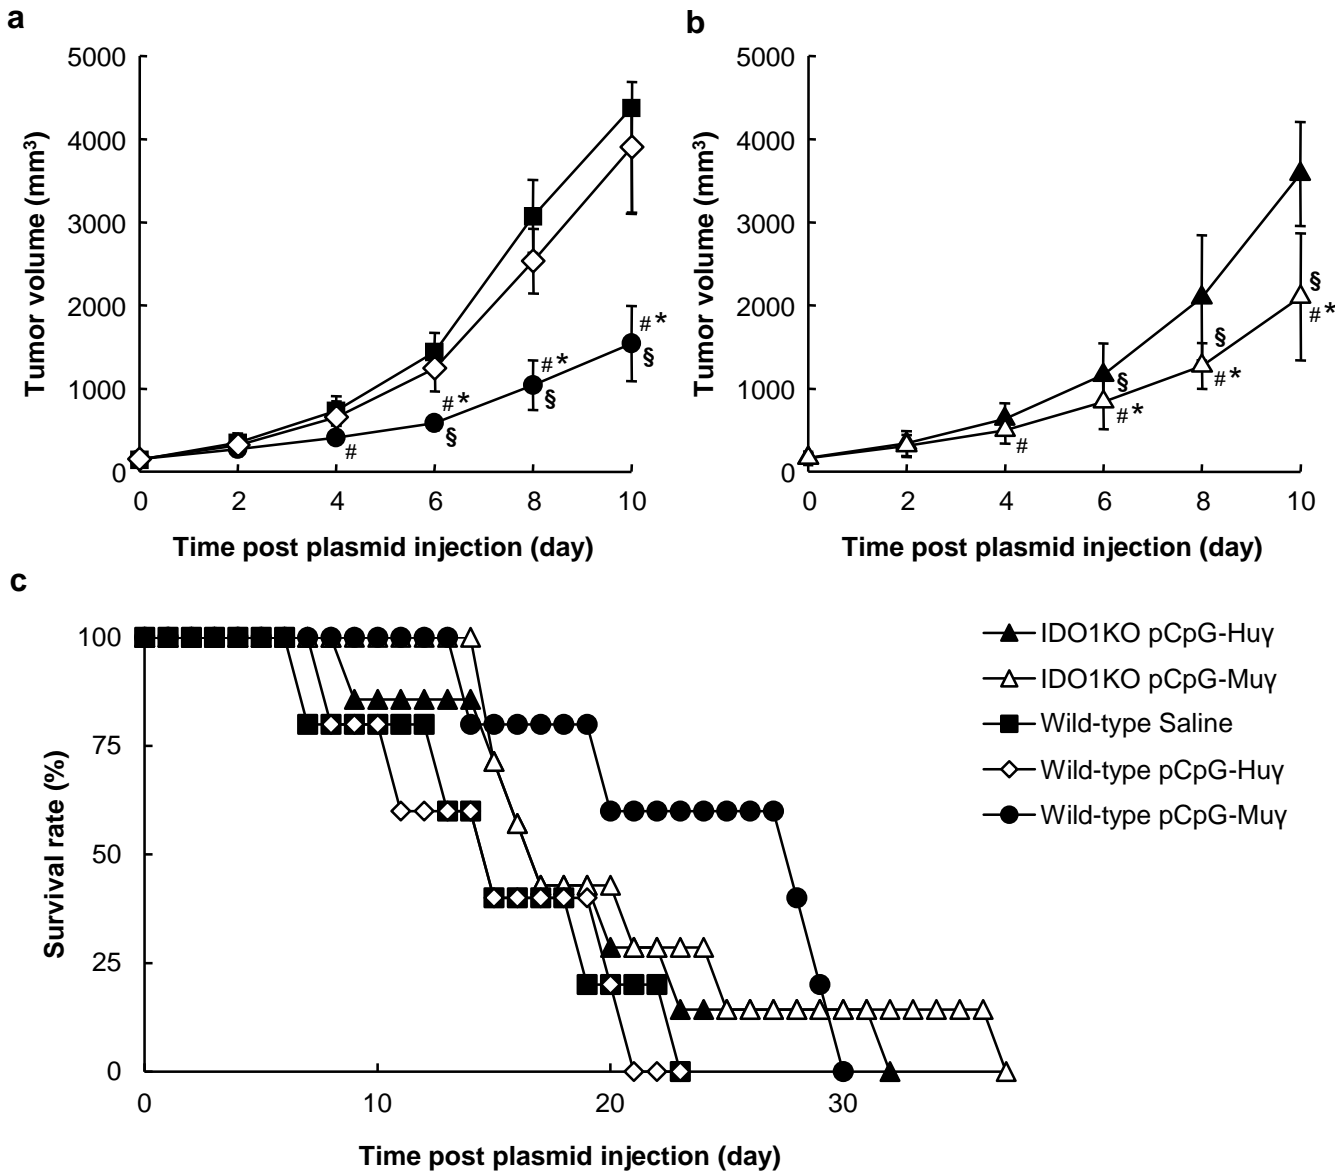 a
5000
4000
3000
2000
1000
0
Tumor volume (mm³)
#
# *
§
# *
§
# *
§
0 2 4 6 8 10
Time post plasmid injection (day)
b
5000
4000
3000
2000
1000
0
Tumor volume (mm³)
#
§
# *
§
# *
§
# *
0 2 4 6 8 10
Time post plasmid injection (day)
c
100
75
50
25
0
Survival rate (%)
0 10 20 30
Time post plasmid injection (day)
IDO1KO pCpG-Huγ
IDO1KO pCpG-Muγ
Wild-type Saline
Wild-type pCpG-Huγ
Wild-type pCpG-Muγ